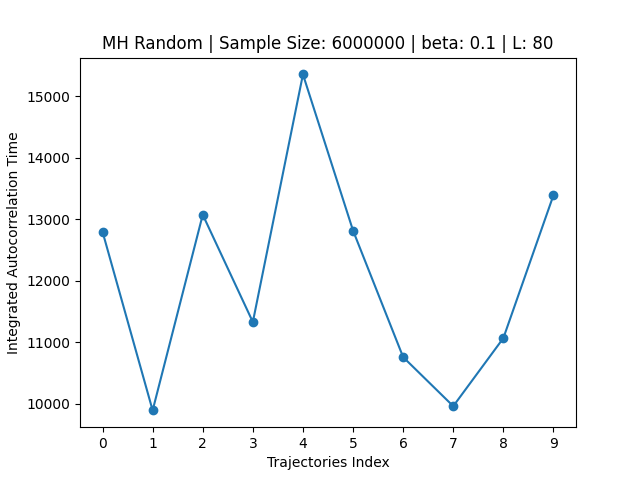 MH Random | Sample Size: 6000000 | beta: 0.1 | L: 80
Integrated Autocorrelation Time
15000
14000
13000
12000
11000
10000
0 1 2 3 4 5 6 7 8 9
Trajectories Index